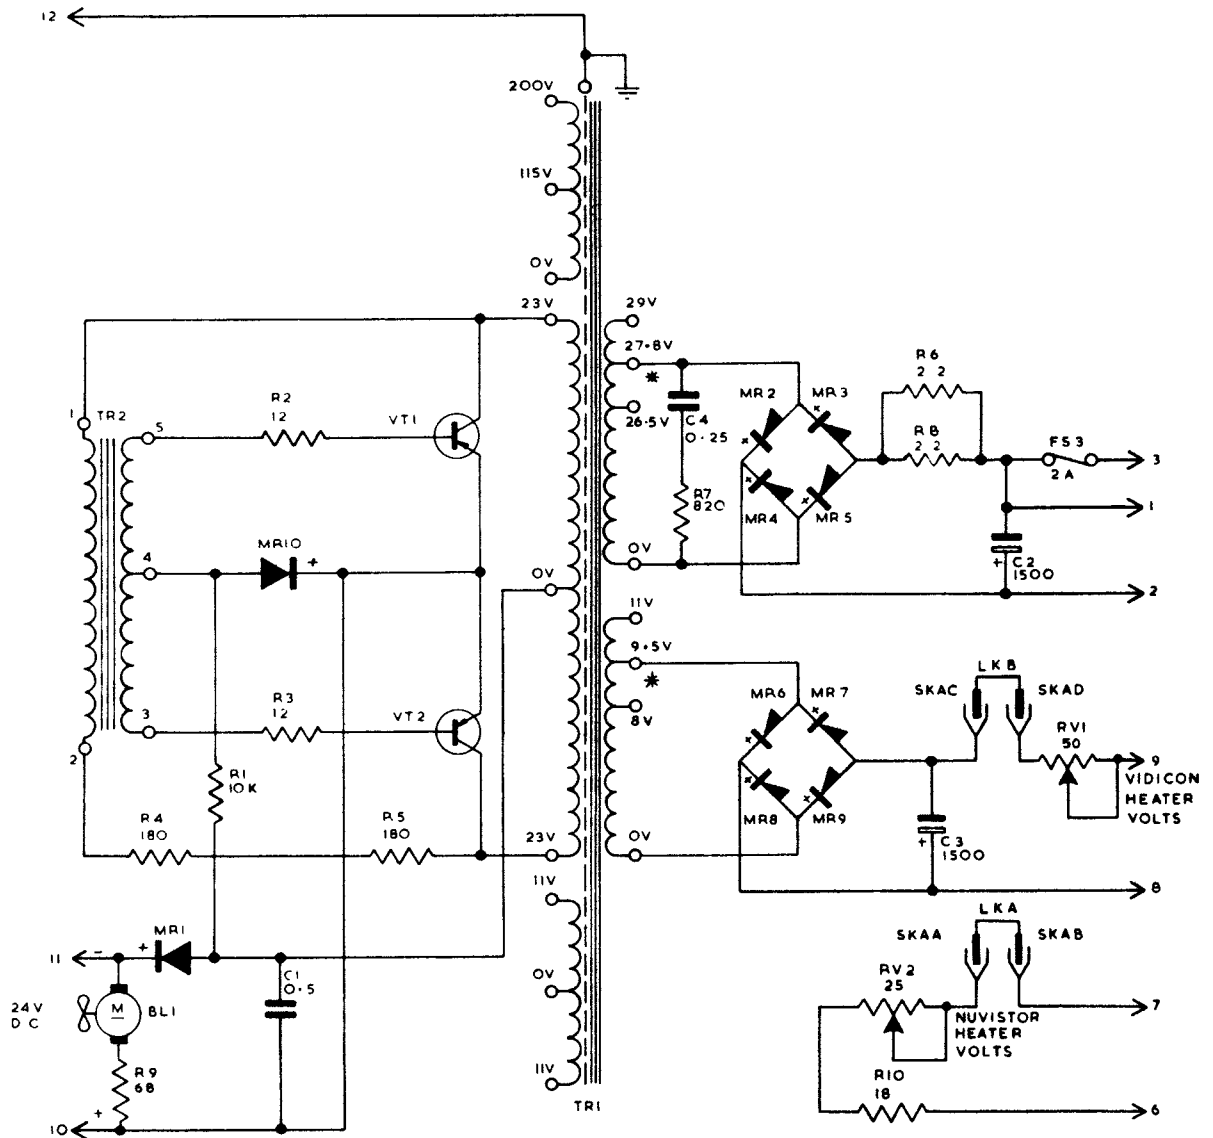 12
200V
115V
0V
23V
29V
27·8V
*
26·5V
C4
0·25
R7
820
0V
MR2
MR3
MR4
MR5
R6
2 2
R8
2 2
FS3
2A
3
1
+
C2
1500
2
1
TR2
5
R2
12
VT1
4
MR10
+
0V
R3
12
VT2
3
2
R1
10K
R4
180
R5
180
23V
11V
9·5V
*
8V
0V
MR6
MR7
MR8
MR9
+
C3
1500
LKB
SKAC
SKAD
RV1
50
9
VIDICON
HEATER
VOLTS
8
11
-
+
MR1
C1
0·5
24V
DC
M
BL1
R9
68
+
10
11V
0V
11V
TR1
LKA
SKAA
SKAB
RV2
25
NUVISTOR
HEATER
VOLTS
7
R10
18
6